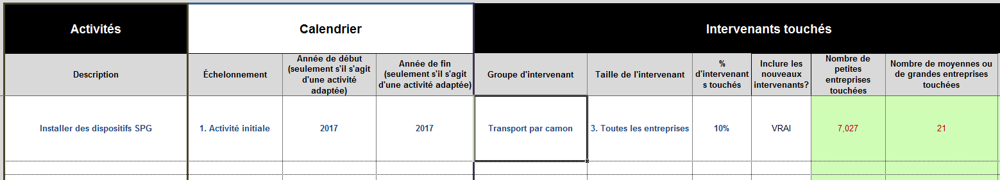 Activités
Calendrier
Intervenants touchés
Description
Échelonnement
Année de début
(seulement s'il s'agit
d'une activité
adaptée)
Année de fin
(seulement s'il s'agit
d'une activité adaptée)
Groupe d'intervenant
Taille de l'intervenant
%
d'intervenant
s touchés
Inclure les
nouveaux
intervenants?
Nombre de
petites
entreprises
touchées
Nombre de moyennes ou
de grandes entreprises
touchées
Installer des dispositifs SPG
1. Activité initiale
2017
2017
Transport par camon
3. Toutes les entreprises
10%
VRAI
7,027
21